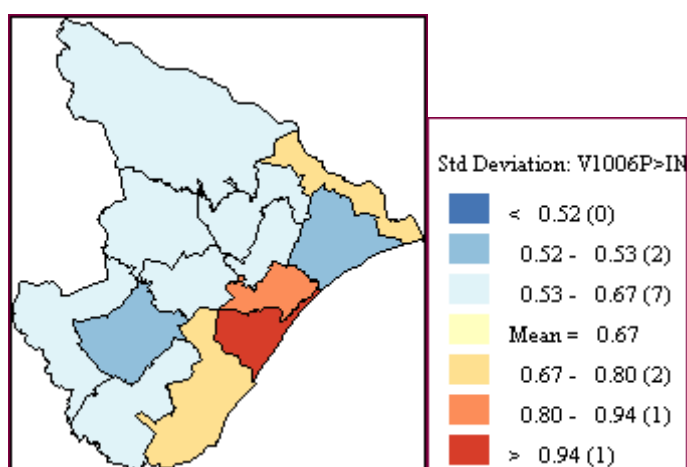 Std Deviation: V1006P>IN
< 0.52 (0)
0.52 - 0.53 (2)
0.53 - 0.67 (7)
Mean = 0.67
0.67 - 0.80 (2)
0.80 - 0.94 (1)
> 0.94 (1)